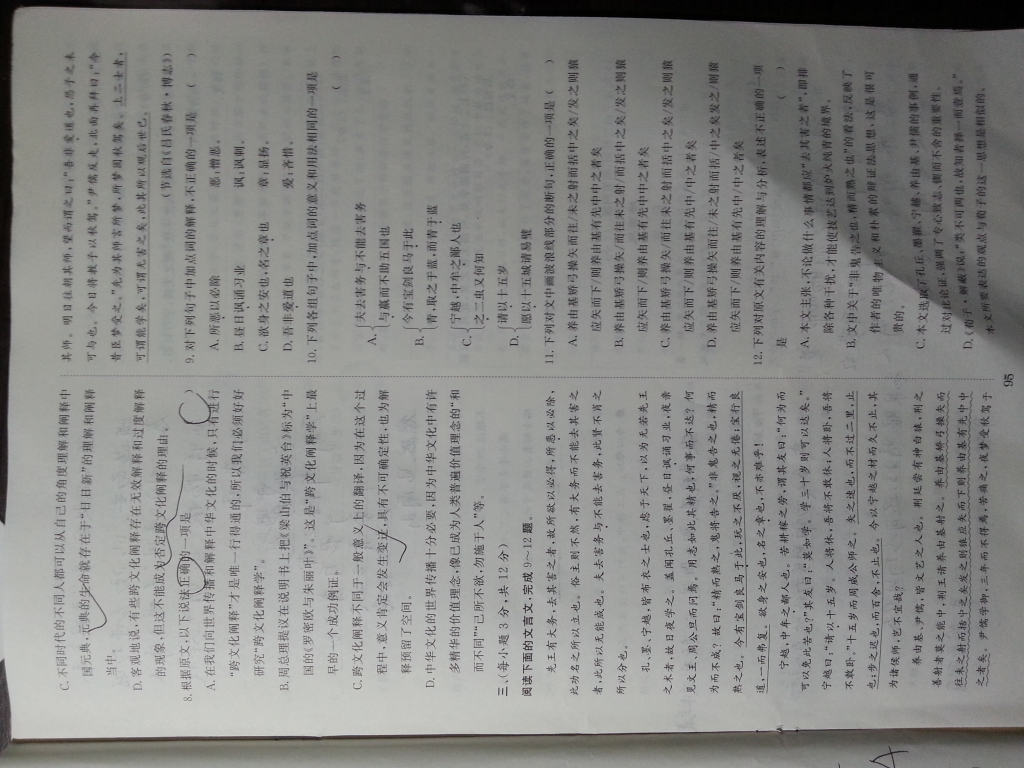 C. 不同时代的不同人都可以从自己的角度理解和阐释中
国元典,元典的生命就存在于“日日新”的理解和阐释
当中。
D. 客观地说,有些跨文化阐释存在无效解释和过度解释
的现象,但这不能成为否定跨文化阐释的理由。
8. 根据原文,以下说法正确的一项是 ( C )
A. 在我们向世界传播和解释中华文化的时候,只有进行
“跨文化阐释”才是唯一行得通的,所以我们必须好好
研究“跨文化阐释学”。
B. 周总理提议在说明书上把《梁山伯与祝英台》标为“中
国的《罗密欧与朱丽叶》”。这是“跨文化阐释学”上最
早的一个成功例证。
C. 跨文化阐释不同于一般意义上的翻译,因为在这个过
程中,意义肯定会发生变迁,具有不可确定性,也为解
释预留了空间。
D. 中华文化的世界传播十分必要,因为中华文化中有许
多精华的价值理念,像已成为人类普遍价值理念的“和
而不同”“己所不欲,勿施于人”等。
三、(每小题 3 分,共 12 分)
阅读下面的文言文,完成 9~12 题。
先王有大务,去其害之者,故所欲以必得,所恶以必除,
此功名之所以立也。俗主则不然,有大务而不能去其害之
者,此所以无能成也。夫去害务与不能去害务,此贤不肖之
所以分也。
孔、墨、宁越,皆布衣之士也,虑于天下,以为无若先王
之术者,故日夜学之。盖闻孔丘、墨翟,昼日讽诵习业,夜亲
见文王、周公旦而问焉。用志如此其精也,何事而不达?何
为而不成?故曰:“精而熟之,鬼将告之。”非鬼告之也,精而
熟之也。今有宝剑良马于此,玩之不厌,视之无倦;宝行良
道,一而弗复。欲身之安也,名之章也,不亦难乎!
宁越,中牟之鄙人也。苦耕稼之劳,谓其友曰:“何为而
可以免此苦也?”其友曰:“莫如学。学三十岁则可以达矣。”
宁越曰:“请以十五岁。人将休,吾将不敢休;人将卧,吾将
不敢卧。”十五岁而周威公师之。矢之速也,而不过二里,止
也;步之迟也,而百舍,不止也。今以宁越之材而久不止,其
为诸侯师,岂不宜哉?
养由基、尹儒,皆文艺之人也。荆廷尝有神白猿,荆之
善射者莫之能中,荆王请养由基射之。养由基矫弓操矢而
往未之射而括中之矣发之则猿应矢而下则养由基有先中中
之者矣。尹儒学御,三年而不得焉,苦痛之,夜梦受秋驾于
其师。明日往朝其师,望而谓之曰:“吾非爱道也,恐子之未
可与也。今日将教子以秋驾。”尹儒反走,北面再拜曰:“今
昔臣梦受之。”先为其师言所梦,所梦固秋驾矣。上二士者,
可谓能学矣,可谓无害之矣,此其所以观后世已。
(节选自《吕氏春秋·博志》)
9. 对下列句子中加点词的解释,不正确的一项是 ( )
A. 所恶以必除 恶:憎恶。
B. 昼日讽诵习业 讽:讽刺。
C. 欲身之安也,名之章也 章:显扬。
D. 吾非爱道也 爱:吝惜。
10. 下列各组句子中,加点词的意义和用法相同的一项是
( )
A. 去害务与不能去害务
与嬴而不助五国也
B. 今有宝剑良马于此
青,取之于蓝,而青于蓝
C. 宁越,中牟之鄙人也
之二虫又何知
D. 请以十五岁
愿以十五城请易璧
11. 下列对文中画波浪线部分的断句,正确的一项是 ( )
A. 养由基矫弓操矢而往/未之射而括中之矣/发之则猿
应矢而下/则养由基有先中中之者矣
B. 养由基矫弓操矢/而往未之射/而括中之矣/发之则猿
应矢而下/则养由基有先中/中之者矣
C. 养由基矫弓操矢/而往未之射而括中之矣/发之则猿
应矢而下/则养由基有先中/中之者矣
D. 养由基矫弓操矢而往/未之射而括/中之矣发之/则猿
应矢而下/则养由基有先中/中之者矣
12. 下列对原文有关内容的理解与分析,表述不正确的一项
是 ( )
A. 本文主张,不论做什么事情都应“去其害之者”,即排
除各种干扰,才能使技艺达到炉火纯青的境界。
B. 文中关于“非鬼告之也,精而熟之也”的看法,反映了
作者的唯物主义和朴素的辩证法思想,这是很可
贵的。
C. 本文选取了孔丘、墨翟、宁越、养由基、尹儒的事例,通
过对比论证,强调了专心致志、锲而不舍的重要性。
D. 《荀子·解蔽》说:“类不可两也,故知者择一而壹焉。”
本文所要表达的观点与荀子的这一思想是相似的。
95